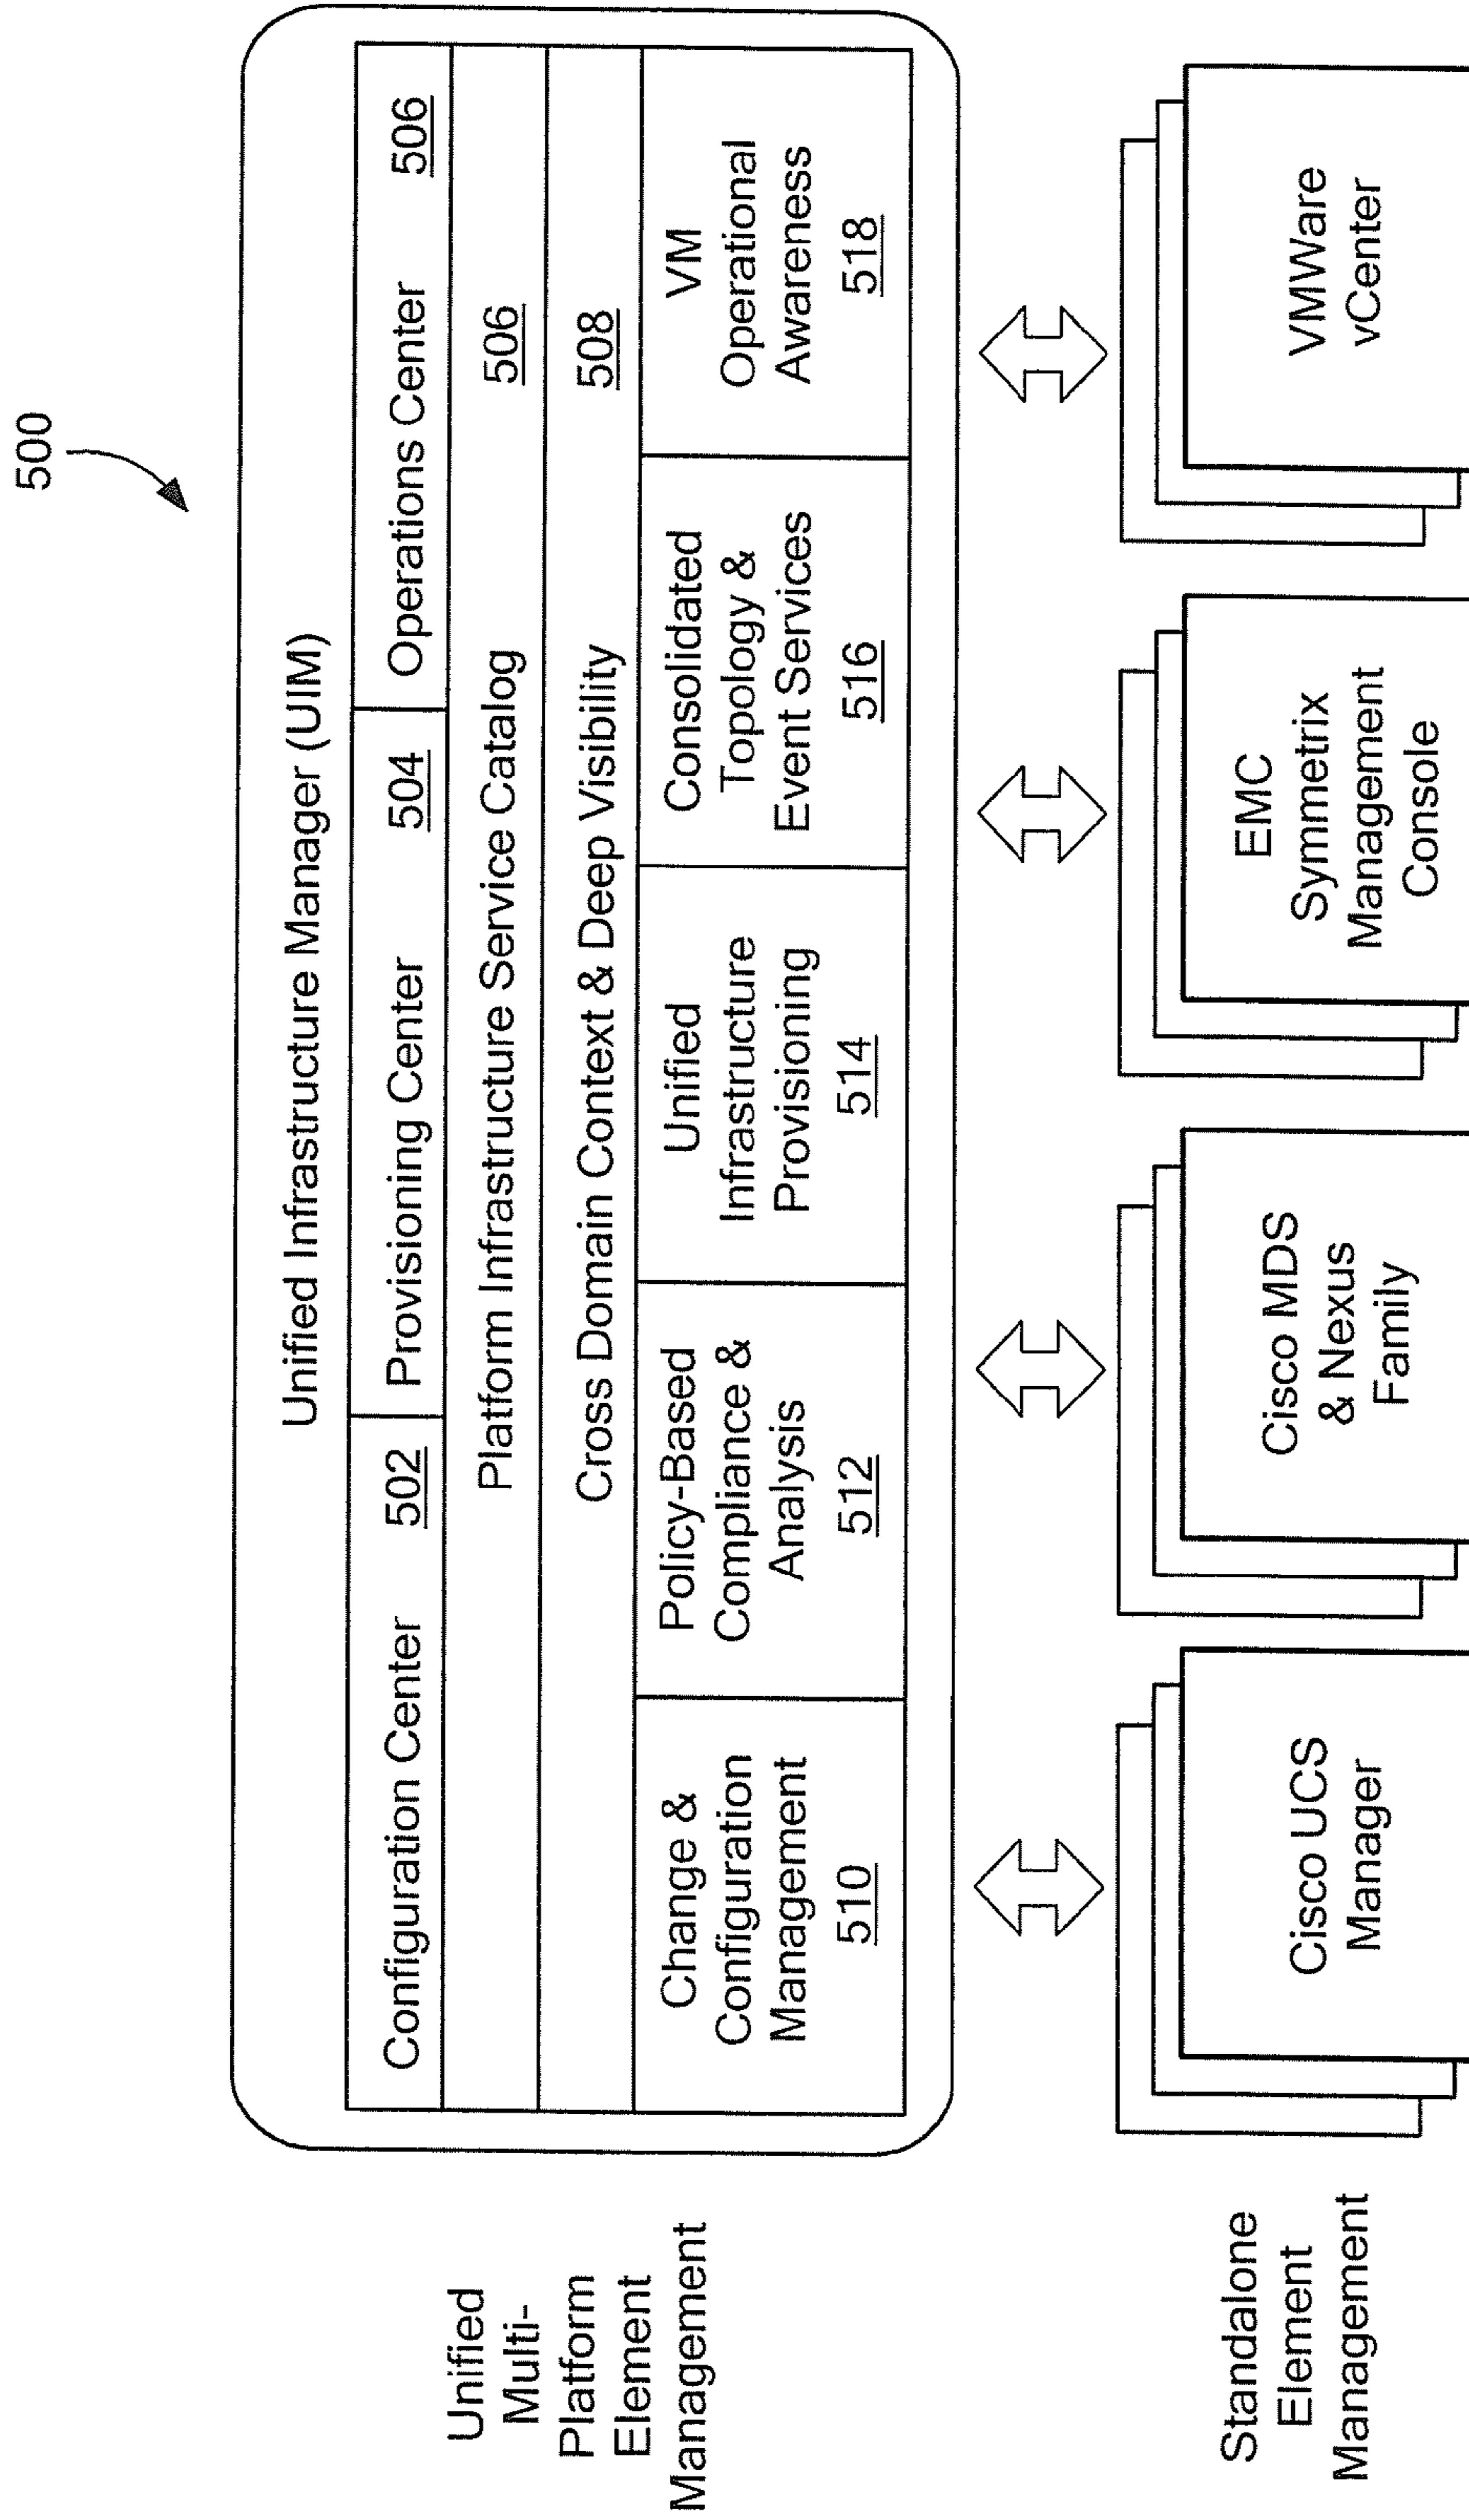 500
Unified Infrastructure Manager (UIM)
Configuration Center 502
Provisioning Center 504
Operations Center 506
Platform Infrastructure Service Catalog 506
Cross Domain Context & Deep Visibility 508
Change &
Configuration
Management
510
Policy-Based
Compliance &
Analysis
512
Unified
Infrastructure
Provisioning
514
Consolidated
Topology &
Event Services
516
VM
Operational
Awareness
518
Unified
Multi-
Platform
Element
Management
Standalone
Element
Management
Cisco UCS
Manager
Cisco MDS
& Nexus
Family
EMC
Symmetrix
Management
Console
VMWare
vCenter